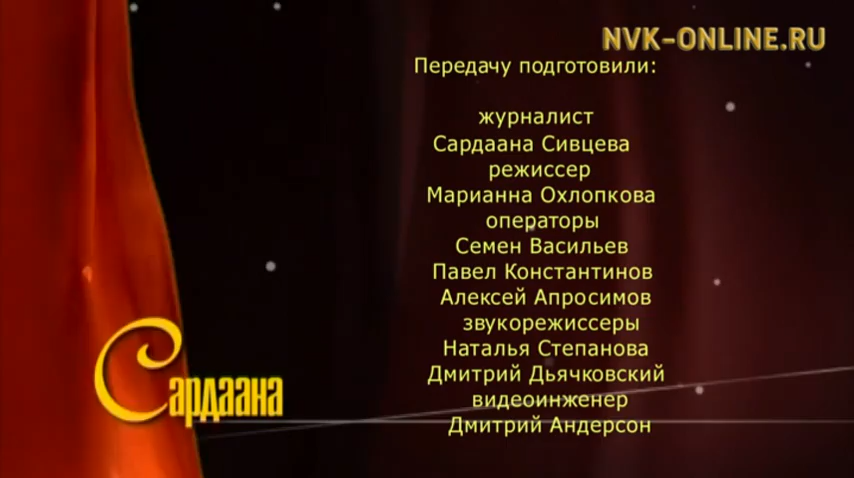 NVK-ONLINE.RU
Передачу подготовили:
журналист
Сардаана Сивцева
режиссер
Марианна Охлопкова
операторы
Семен Васильев
Павел Константинов
Алексей Апросимов
звукорежиссеры
Наталья Степанова
Дмитрий Дьячковский
видеоинженер
Дмитрий Андерсон
Сардаана